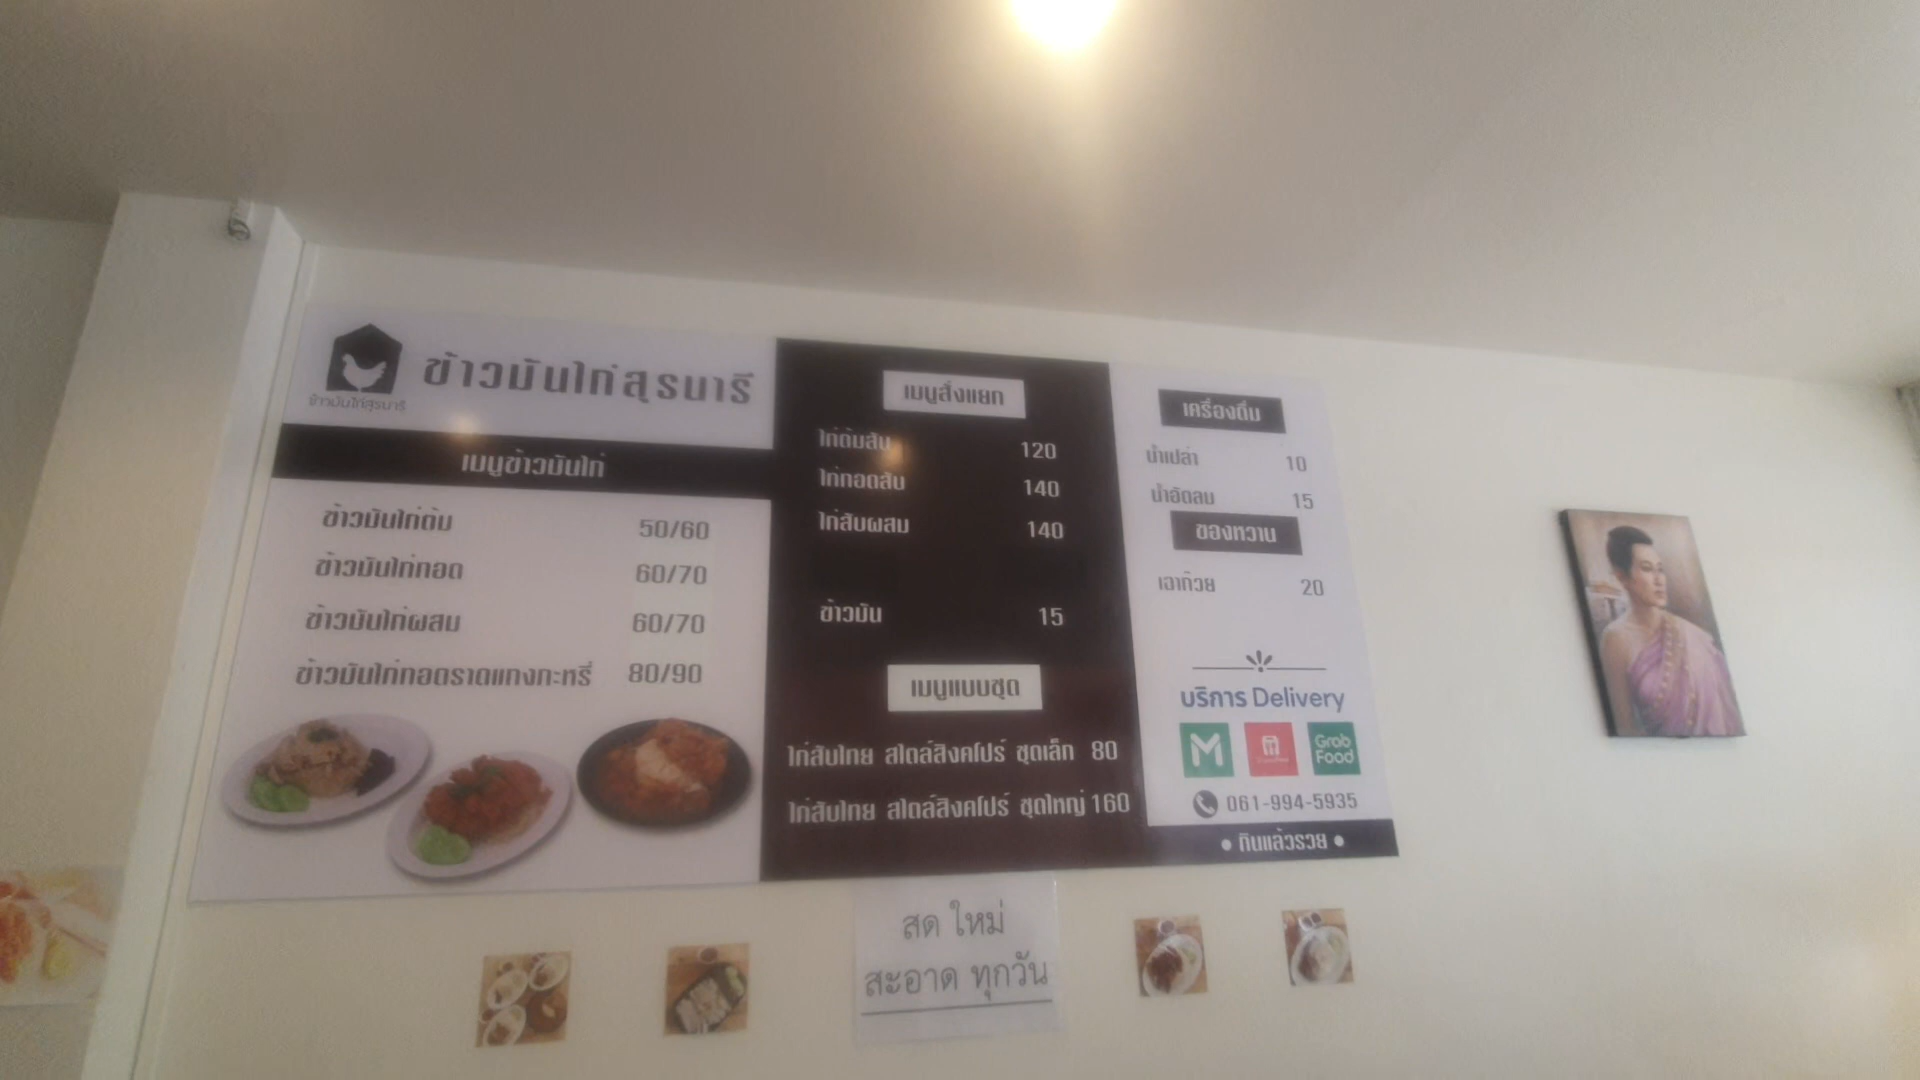 ข้าวมันไก่สุรนารี
ข้าวมันไก่สุรนารี
เมนูข้าวมันไก่
ข้าวมันไก่ต้ม 50/60
ข้าวมันไก่ทอด 60/70
ข้าวมันไก่ผสม 60/70
ข้าวมันไก่ทอดราดแกงกะหรี่ 80/90
เมนูสั่งแยก
ไก่ต้มสับ 120
ไก่ทอดสับ 140
ไก่สับผสม 140
ข้าวมัน 15
เมนูแบบชุด
ไก่สับไทย สไตล์สิงคโปร์ ชุดเล็ก 80
ไก่สับไทย สไตล์สิงคโปร์ ชุดใหญ่ 160
เครื่องดื่ม
น้ำเปล่า 10
น้ำอัดลม 15
ของหวาน
เฉาก๊วย 20
บริการ Delivery
Grab
Food
061-994-5935
• กินแล้วรวย •
สด ใหม่
สะอาด ทุกวัน